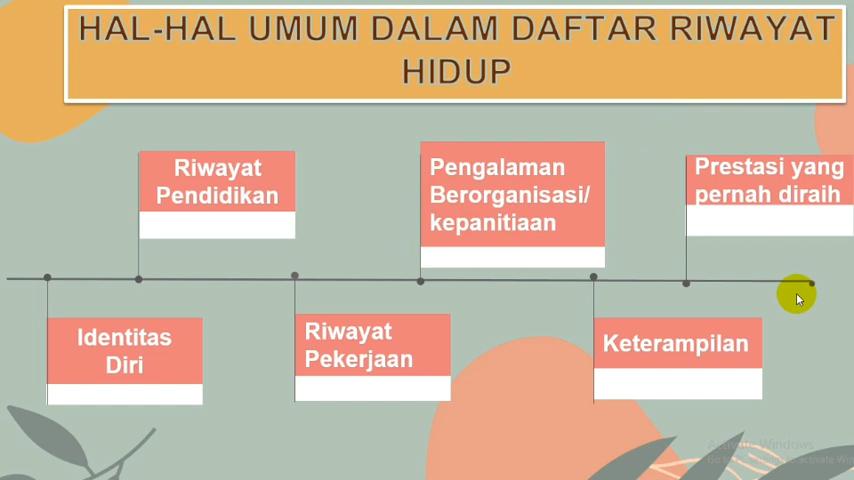 HAL-HAL UMUM DALAM DAFTAR RIWAYAT
HIDUP
Riwayat
Pendidikan
Pengalaman
Berorganisasi/
kepanitiaan
Prestasi yang
pernah diraih
Identitas
Diri
Riwayat
Pekerjaan
Keterampilan
Activate Windows